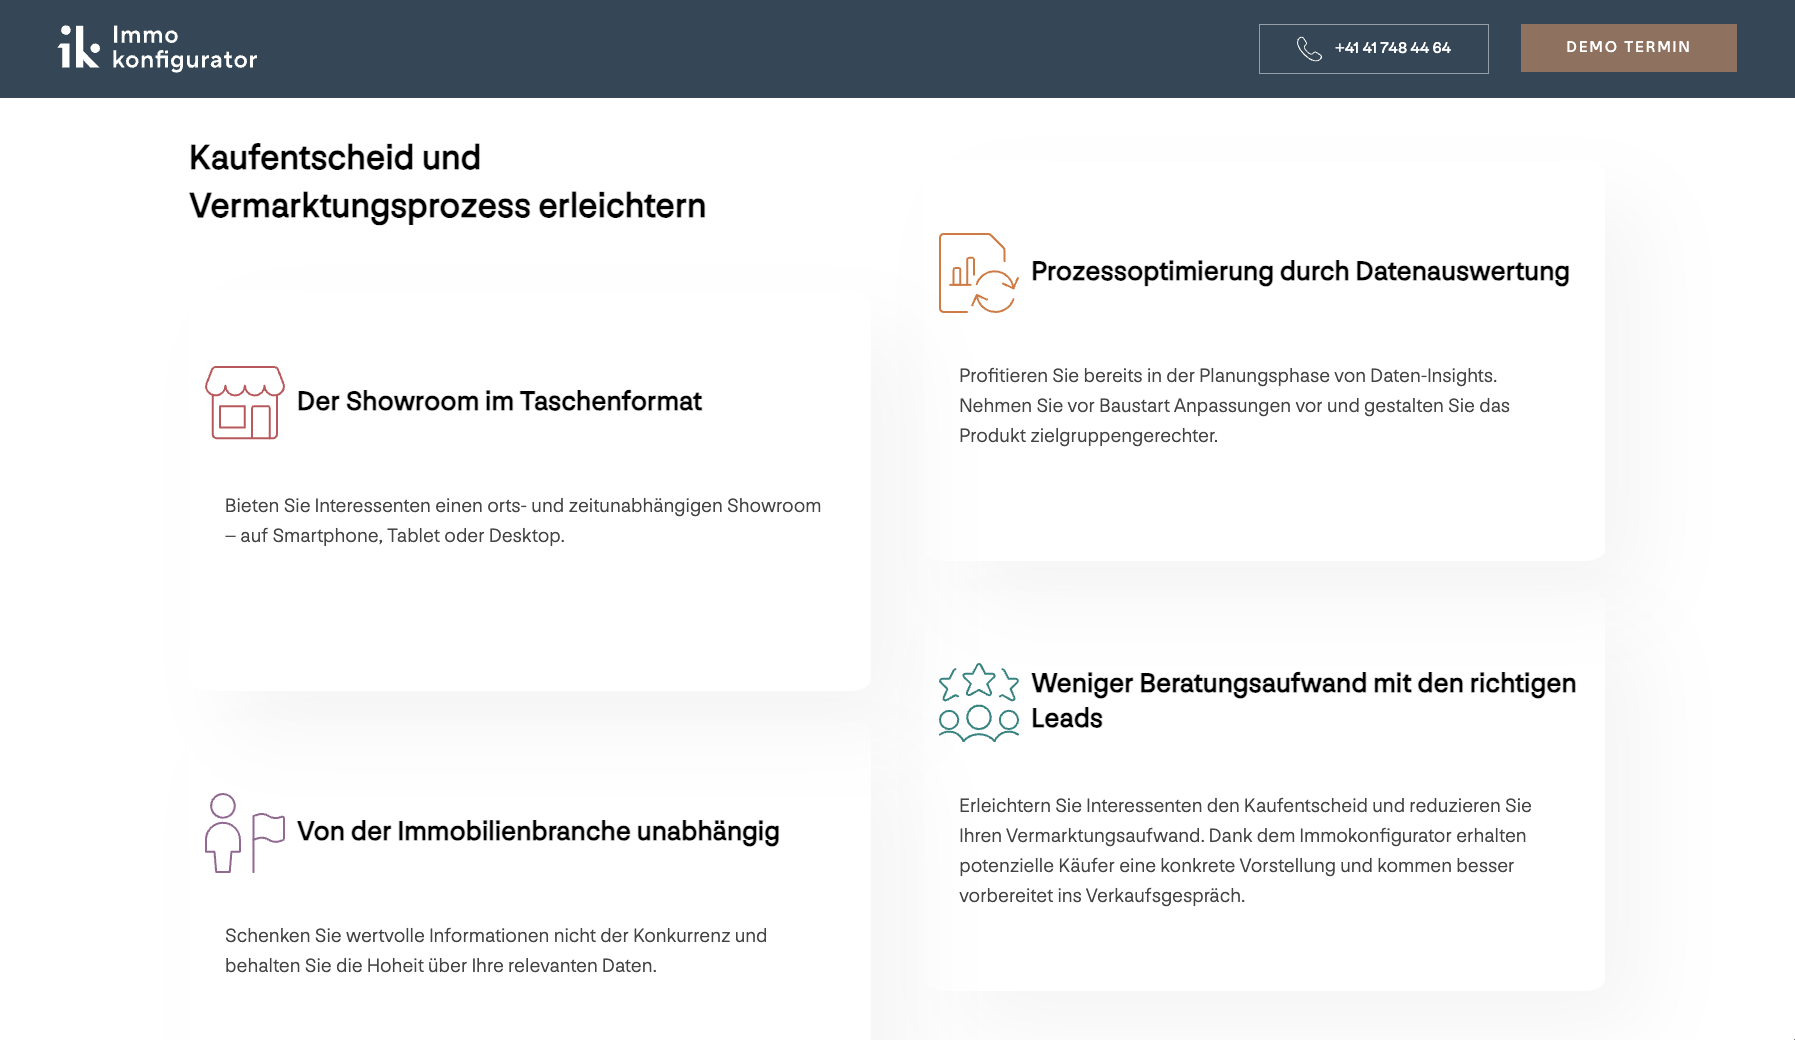 Immo
konfigurator
+41 41 748 44 64
DEMO TERMIN
Kaufentscheid und
Vermarktungsprozess erleichtern
Der Showroom im Taschenformat
Bieten Sie Interessenten einen orts- und zeitunabhängigen Showroom
– auf Smartphone, Tablet oder Desktop.
Von der Immobilienbranche unabhängig
Schenken Sie wertvolle Informationen nicht der Konkurrenz und
behalten Sie die Hoheit über Ihre relevanten Daten.
Prozessoptimierung durch Datenauswertung
Profitieren Sie bereits in der Planungsphase von Daten-Insights.
Nehmen Sie vor Baustart Anpassungen vor und gestalten Sie das
Produkt zielgruppengerechter.
Weniger Beratungsaufwand mit den richtigen
Leads
Erleichtern Sie Interessenten den Kaufentscheid und reduzieren Sie
Ihren Vermarktungsaufwand. Dank dem Immokonfigurator erhalten
potenzielle Käufer eine konkrete Vorstellung und kommen besser
vorbereitet ins Verkaufsgespräch.